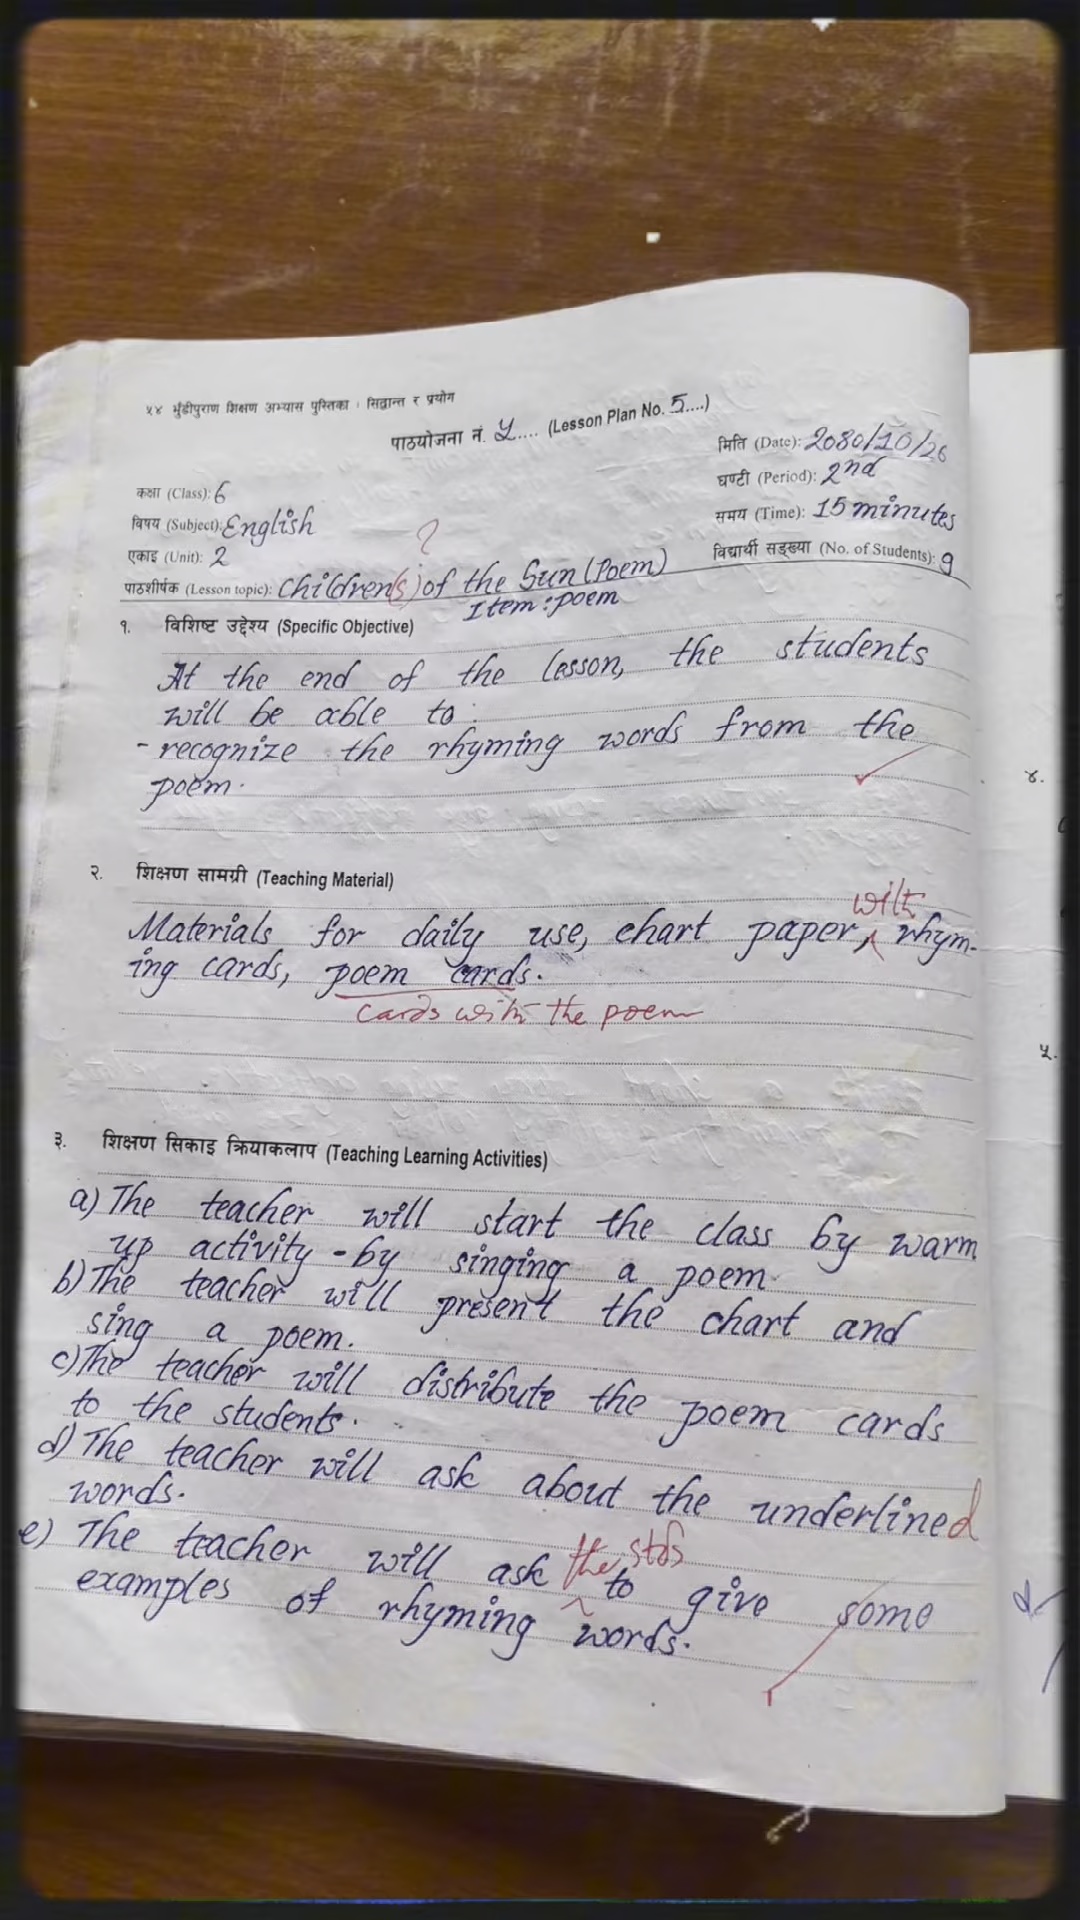 ५४ भुँडीपुराण शिक्षण अभ्यास पुस्तिका : सिद्धान्त र प्रयोग
पाठयोजना नं. ५.... (Lesson Plan No. 5....)
मिति (Date): 2080/10/26
कक्षा (Class): 6
घण्टी (Period): 2nd
विषय (Subject): English
समय (Time): 15 minutes
?
एकाइ (Unit): 2
विद्यार्थी सङ्ख्या (No. of Students): 9
पाठशीर्षक (Lesson topic): Children(s) of the Sun (Poem)
Item : poem
१. विशिष्ट उद्देश्य (Specific Objective)
At the end of the lesson, the students
will be able to :
- recognize the rhyming words from the
poem.
४.
२. शिक्षण सामग्री (Teaching Material)
with
Materials for daily use, chart paper, rhym-
ing cards, poem cards.
cards with the poem
५.
३. शिक्षण सिकाइ क्रियाकलाप (Teaching Learning Activities)
a) The teacher will start the class by warm
up activity - by singing a poem.
b) The teacher will present the chart and
sing a poem.
c) The teacher will distribute the poem cards
to the students.
d) The teacher will ask about the underlined
words.
the stds
e) The teacher will ask to give some
examples of rhyming words.